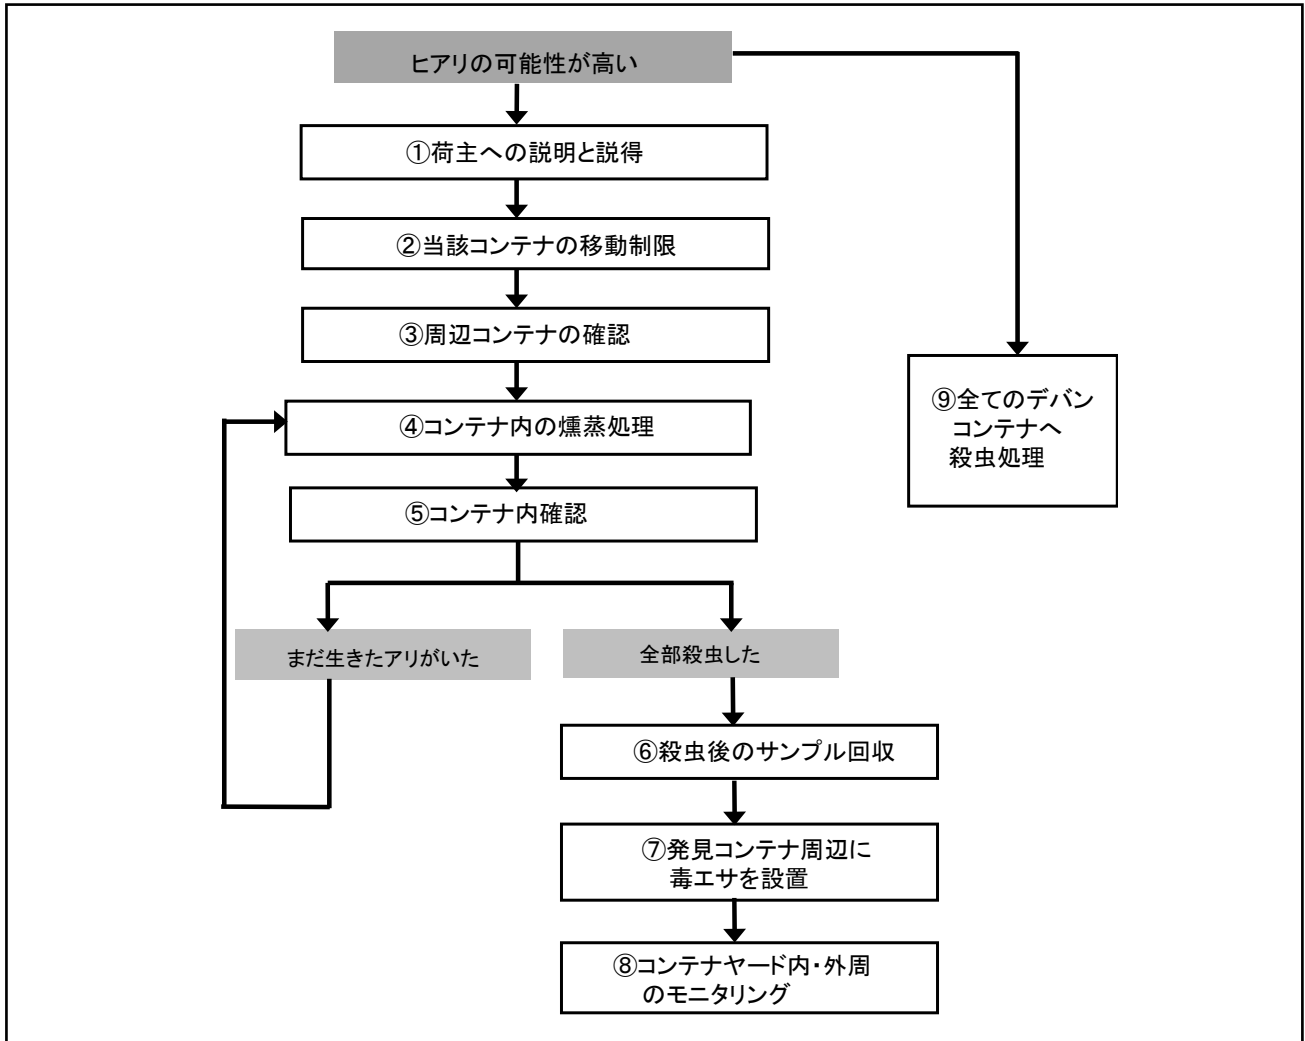 ヒアリの可能性が高い
①荷主への説明と説得
②当該コンテナの移動制限
③周辺コンテナの確認
④コンテナ内の燻蒸処理
⑤コンテナ内確認
⑨全てのデバン
コンテナへ
殺虫処理
まだ生きたアリがいた
全部殺虫した
⑥殺虫後のサンプル回収
⑦発見コンテナ周辺に
毒エサを設置
⑧コンテナヤード内・外周
のモニタリング